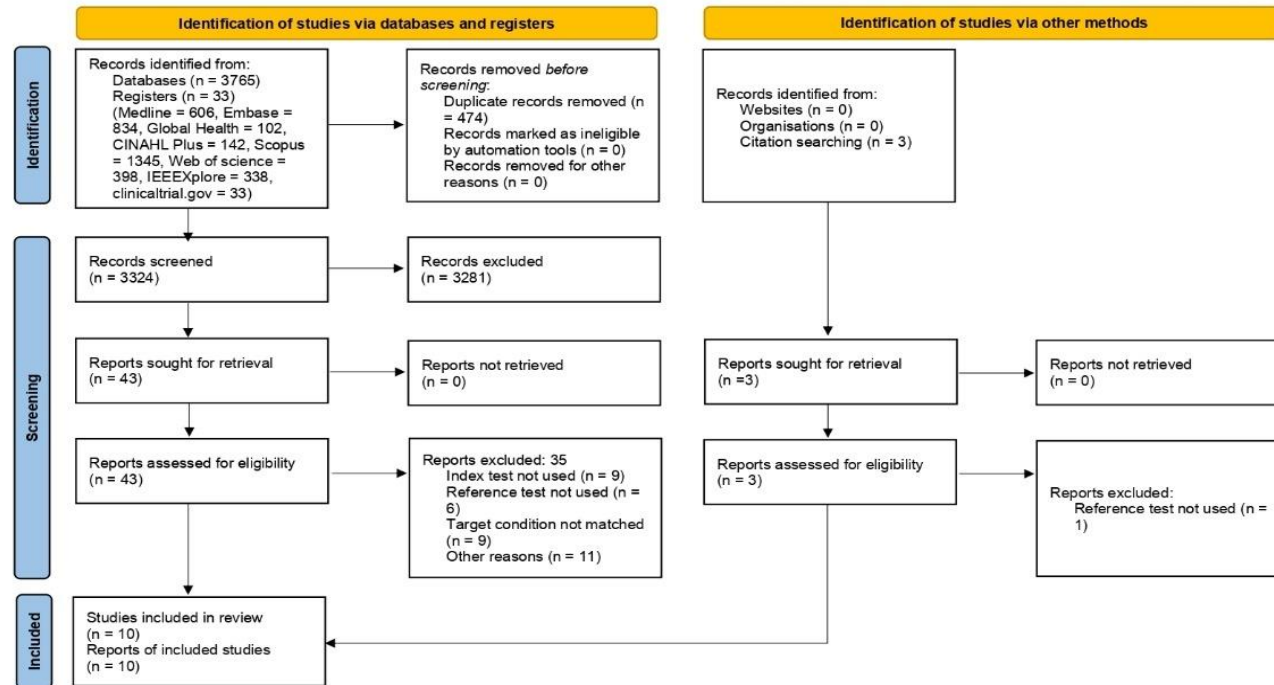 Identification of studies via databases and registers
Identification of studies via other methods
Identification
Records identified from:
Databases (n = 3765)
Registers (n = 33)
(Medline = 606, Embase =
834, Global Health = 102,
CINAHL Plus = 142, Scopus
= 1345, Web of science =
398, IEEEXplore = 338,
clinicaltrial.gov = 33)
Records removed before
screening:
Duplicate records removed (n
= 474)
Records marked as ineligible
by automation tools (n = 0)
Records removed for other
reasons (n = 0)
Records identified from:
Websites (n = 0)
Organisations (n = 0)
Citation searching (n = 3)
Screening
Records screened
(n = 3324)
Records excluded
(n = 3281)
Reports sought for retrieval
(n = 43)
Reports not retrieved
(n = 0)
Reports sought for retrieval
(n =3)
Reports not retrieved
(n = 0)
Reports assessed for eligibility
(n = 43)
Reports excluded: 35
Index test not used (n = 9)
Reference test not used (n =
6)
Target condition not matched
(n = 9)
Other reasons (n = 11)
Reports assessed for eligibility
(n = 3)
Reports excluded:
Reference test not used (n =
1)
Included
Studies included in review
(n = 10)
Reports of included studies
(n = 10)